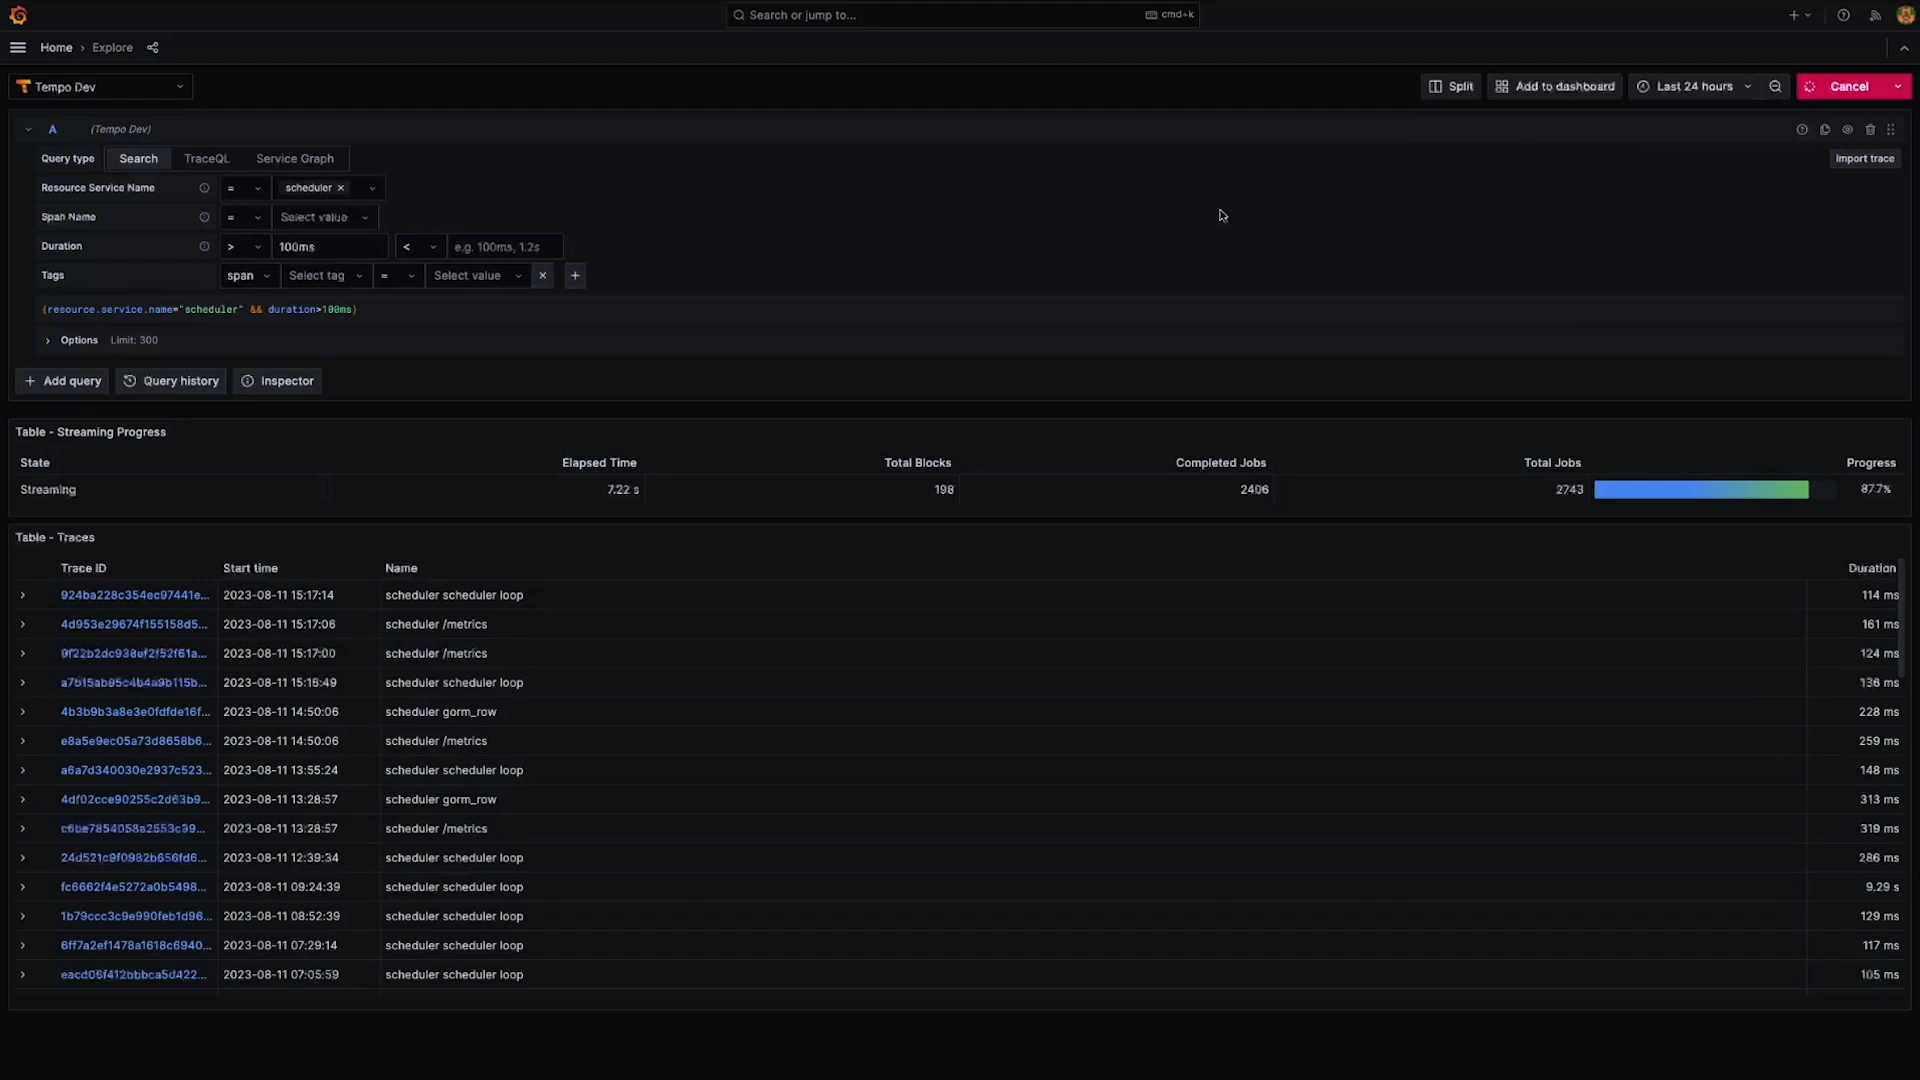 Search or jump to... cmd+k
Home › Explore
Tempo Dev Split Add to dashboard Last 24 hours Cancel
A (Tempo Dev)
Query type Search TraceQL Service Graph Import trace
Resource Service Name = scheduler ×
Span Name = Select value
Duration > 100ms < e.g. 100ms, 1.2s
Tags span Select tag = Select value × +
{resource.service.name="scheduler" && duration>100ms}
Options Limit: 300
+ Add query Query history Inspector
Table - Streaming Progress
State Elapsed Time Total Blocks Completed Jobs Total Jobs Progress
Streaming 7.22 s 198 2406 2743 87.7%
Table - Traces
Trace ID Start time Name Duration
924ba228c354ec97441e... 2023-08-11 15:17:14 scheduler scheduler loop 114 ms
4d953e29674f155158d5... 2023-08-11 15:17:06 scheduler /metrics 161 ms
2023-08-11 15:17:00 scheduler /metrics 124 ms
2023-08-11 15:16:49 scheduler scheduler loop 136 ms
4b3b9b3a8e3e0fdfde16f... 2023-08-11 14:50:06 scheduler gorm_row 228 ms
e8a5e9ec05a73d8658b6... 2023-08-11 14:50:06 scheduler /metrics 259 ms
a6a7d340030e2937c523... 2023-08-11 13:55:24 scheduler scheduler loop 148 ms
4df02cce90255c2d63b9... 2023-08-11 13:28:57 scheduler gorm_row 313 ms
2023-08-11 13:28:57 scheduler /metrics 319 ms
2023-08-11 12:39:34 scheduler scheduler loop 286 ms
fc6662f4e5272a0b5498... 2023-08-11 09:24:39 scheduler scheduler loop 9.29 s
1b79ccc3c9e990feb1d96... 2023-08-11 08:52:39 scheduler scheduler loop 129 ms
6ff7a2ef1478a1618c6940... 2023-08-11 07:29:14 scheduler scheduler loop 117 ms
2023-08-11 07:05:59 scheduler scheduler loop 105 ms